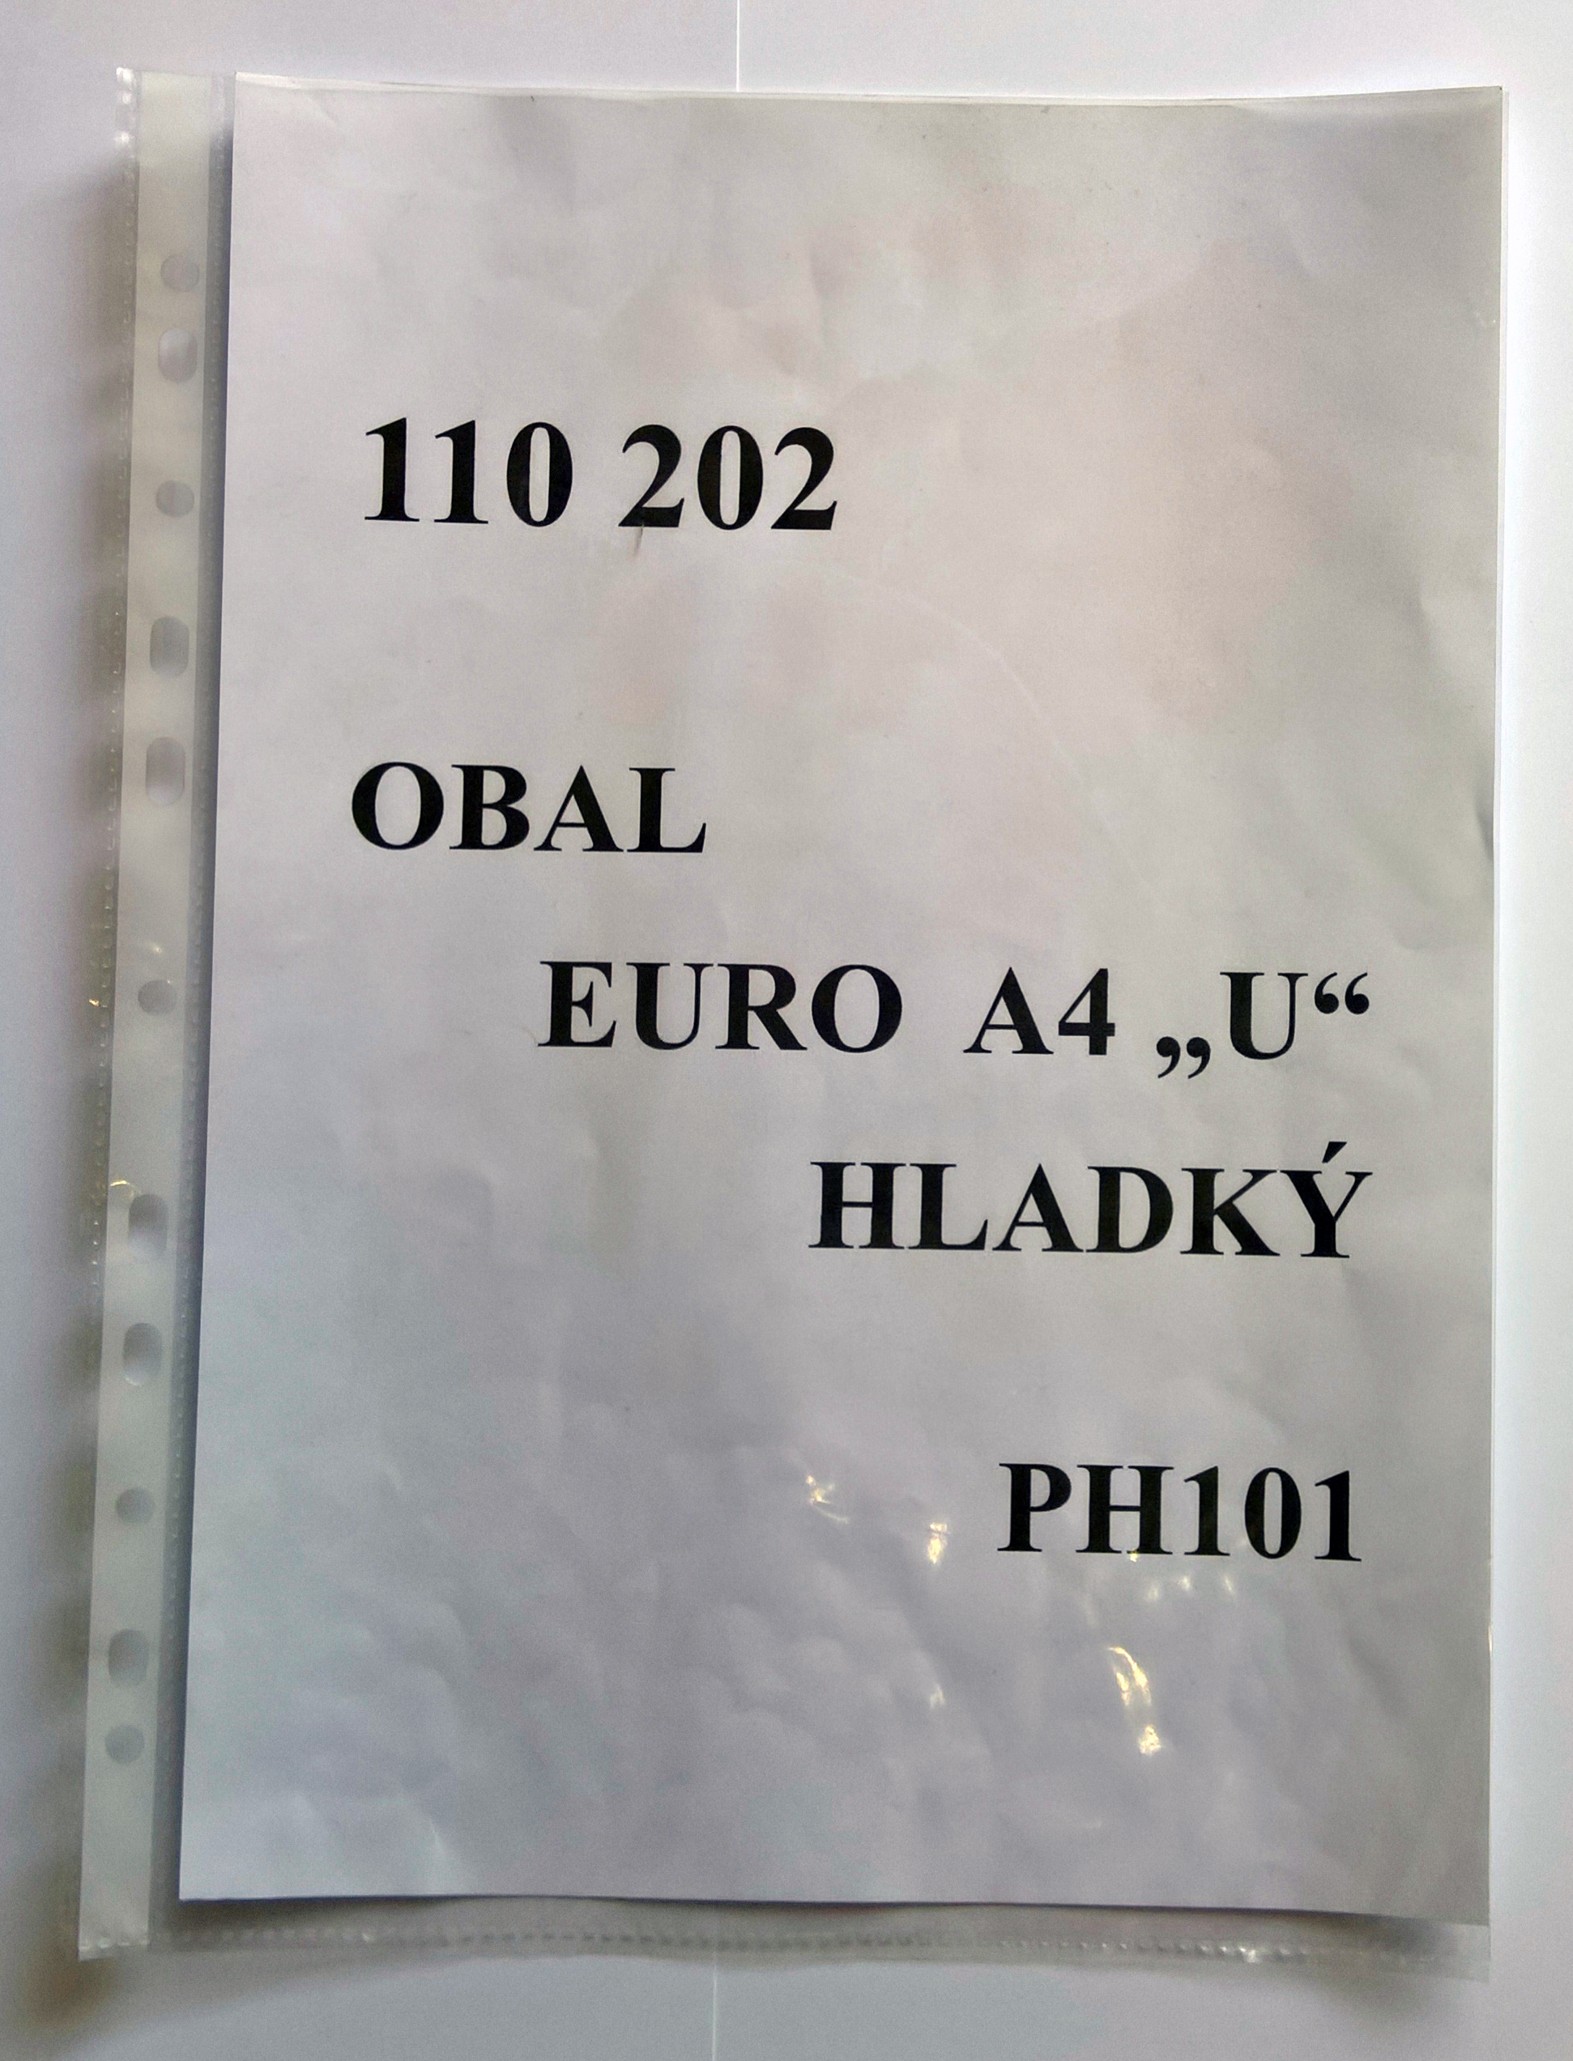 110 202
OBAL
EURO A4 „U“
HLADKÝ
PH101